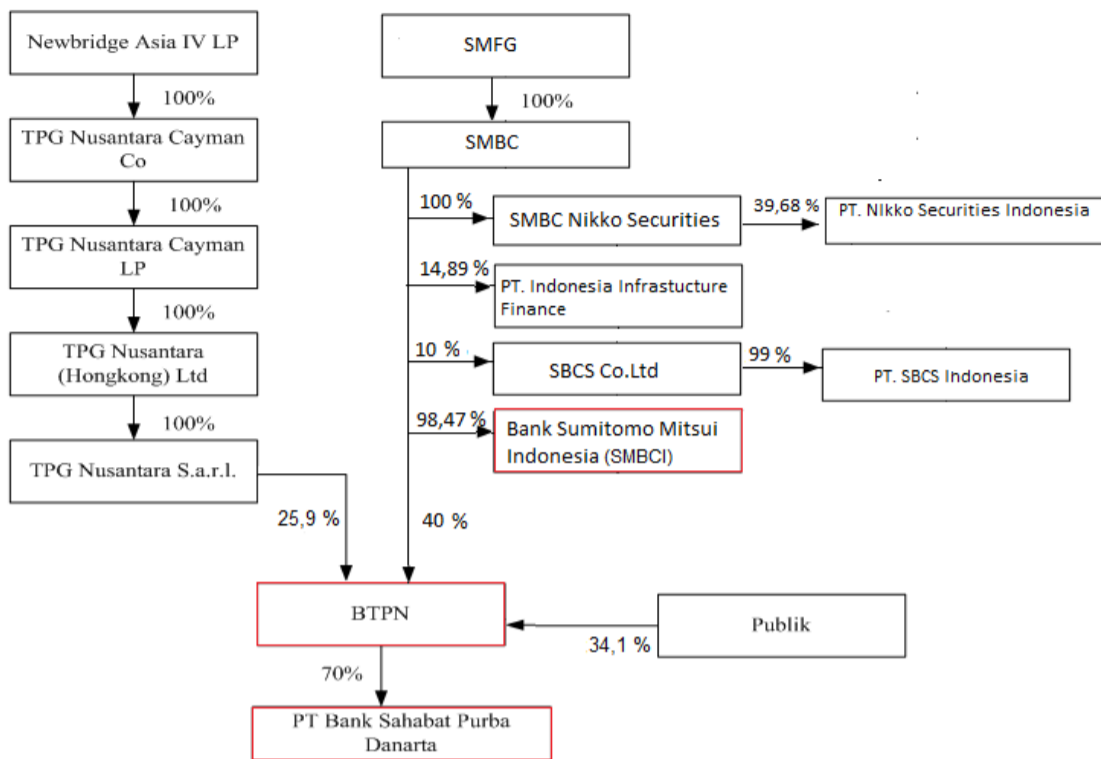 Newbridge Asia IV LP
100%
TPG Nusantara Cayman
Co
100%
TPG Nusantara Cayman
LP
100%
TPG Nusantara
(Hongkong) Ltd
100%
TPG Nusantara S.a.r.l.
25,9 %
SMFG
100%
SMBC
100 %
SMBC Nikko Securities
39,68 %
PT. NIkko Securities Indonesia
14,89 %
PT. Indonesia Infrastucture
Finance
10 %
SBCS Co.Ltd
99 %
PT. SBCS Indonesia
98,47 %
Bank Sumitomo Mitsui
Indonesia (SMBCI)
40 %
BTPN
Publik
34,1 %
70%
PT Bank Sahabat Purba
Danarta